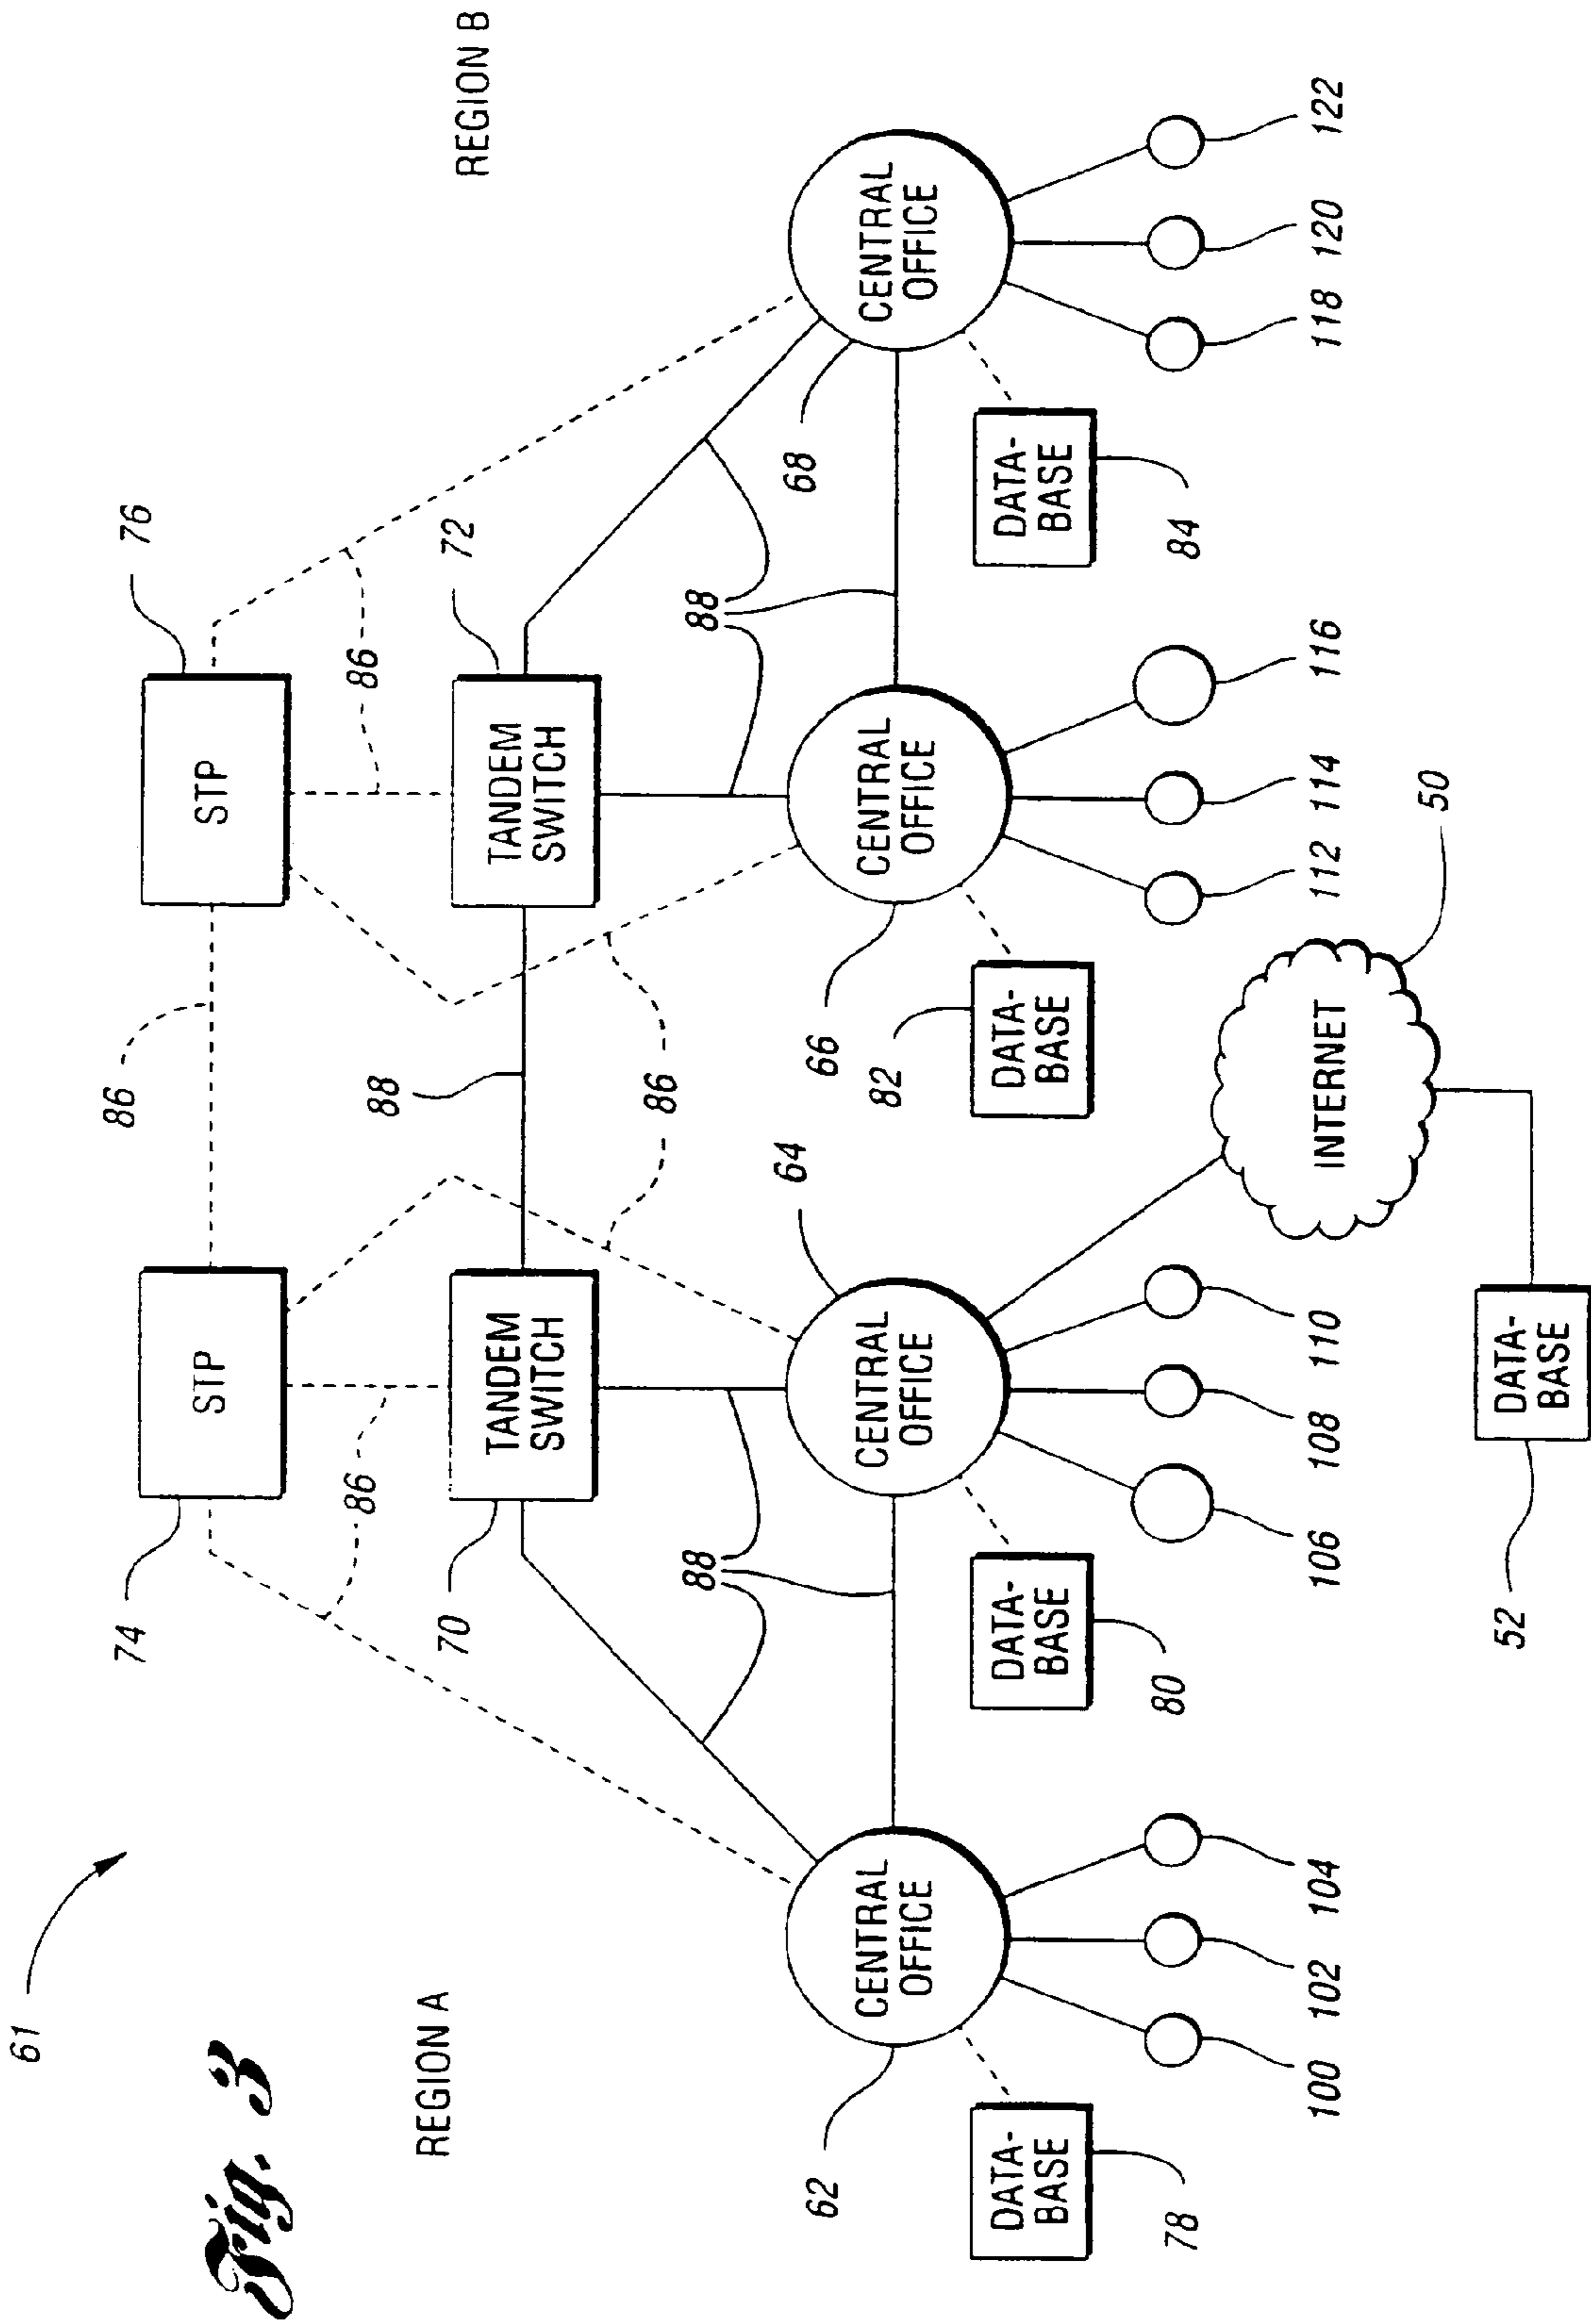 Fig. 3
61
REGION A
REGION B
74
STP
86
STP
76
86
86
70
TANDEM
SWITCH
88
TANDEM
SWITCH
72
86
88
88
62
CENTRAL
OFFICE
64
CENTRAL
OFFICE
66
CENTRAL
OFFICE
68
CENTRAL
OFFICE
78
DATA-
BASE
80
DATA-
BASE
82
DATA-
BASE
84
DATA-
BASE
100
102
104
106
108
110
112
114
116
118
120
122
INTERNET
50
52
DATA-
BASE